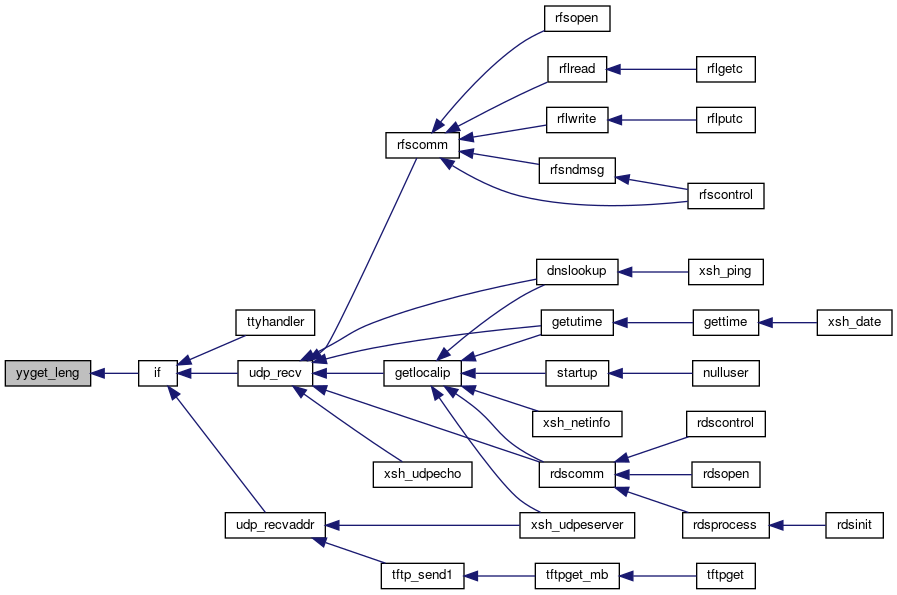 rfsopen
rflread
rflgetc
rflwrite
rflputc
rfscomm
rfsndmsg
rfscontrol
dnslookup
xsh_ping
ttyhandler
getutime
gettime
xsh_date
yyget_leng
if
udp_recv
getlocalip
startup
nulluser
xsh_netinfo
rdscontrol
xsh_udpecho
rdscomm
rdsopen
udp_recvaddr
xsh_udpeserver
rdsprocess
rdsinit
tftp_send1
tftpget_mb
tftpget